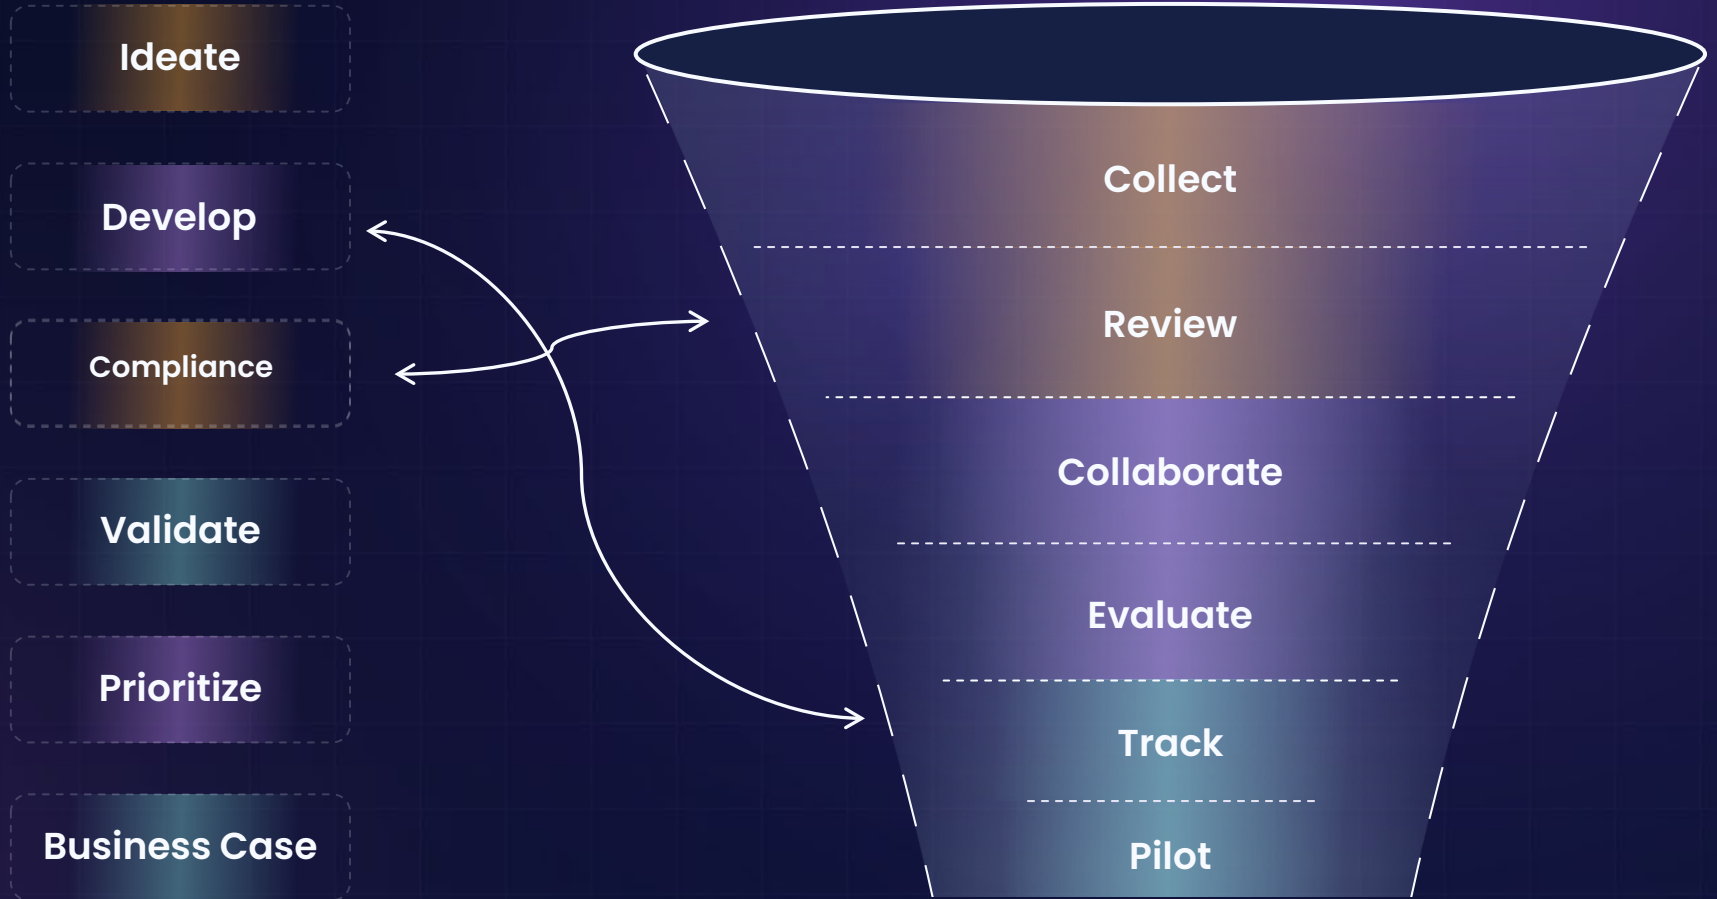 Ideate
Develop
Compliance
Validate
Prioritize
Business Case
Collect
Review
Collaborate
Evaluate
Track
Pilot